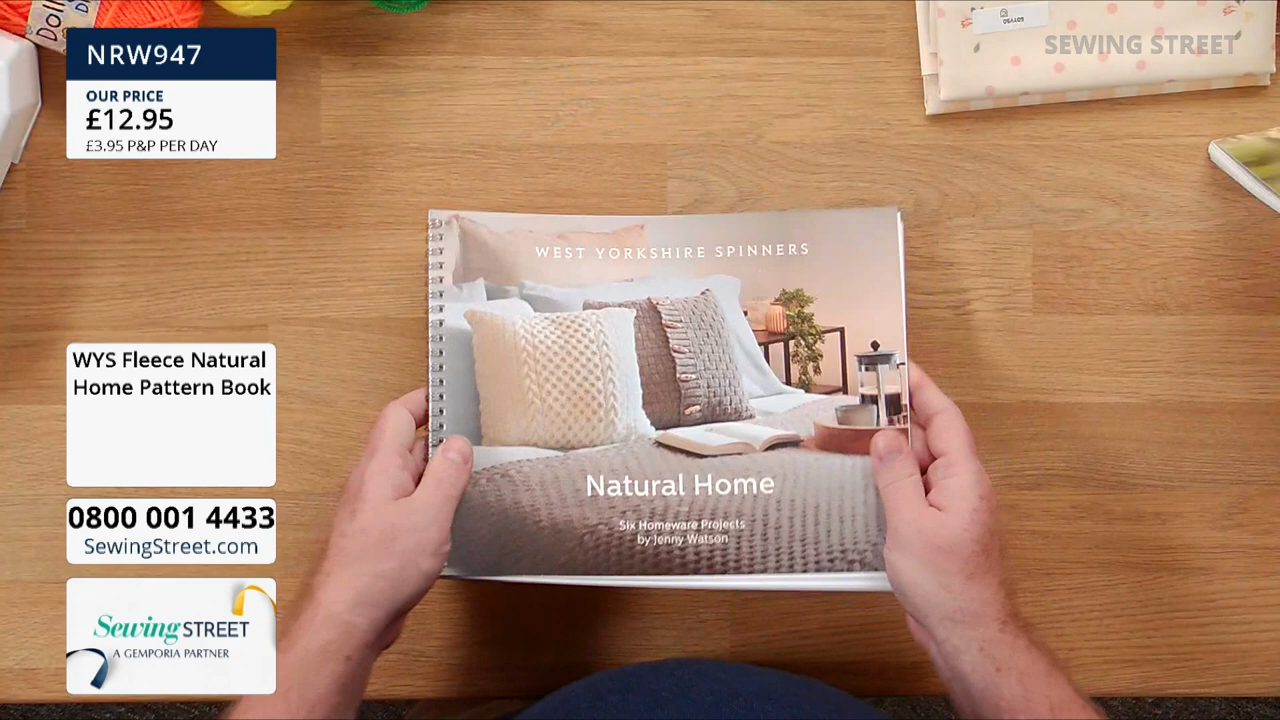 NRW947
OUR PRICE
£12.95
£3.95 P&P PER DAY
WYS Fleece Natural
Home Pattern Book
0800 001 4433
SewingStreet.com
Sewing STREET
A GEMPORIA PARTNER
SEWING STREET
WEST YORKSHIRE SPINNERS
Natural Home
Six Homeware Projects
by Jenny Watson